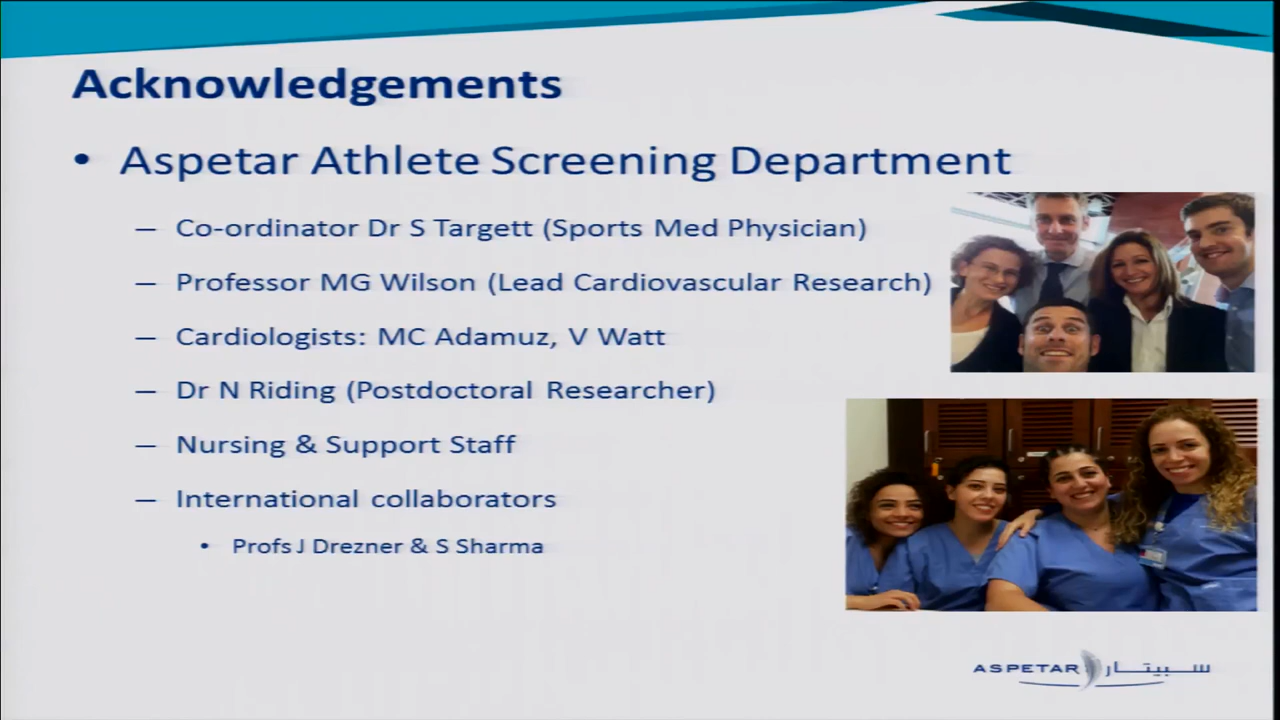 Acknowledgements
• Aspetar Athlete Screening Department
– Co-ordinator Dr S Targett (Sports Med Physician)
– Professor MG Wilson (Lead Cardiovascular Research)
– Cardiologists: MC Adamuz, V Watt
– Dr N Riding (Postdoctoral Researcher)
– Nursing & Support Staff
– International collaborators
• Profs J Drezner & S Sharma
ASPETAR سبيتار